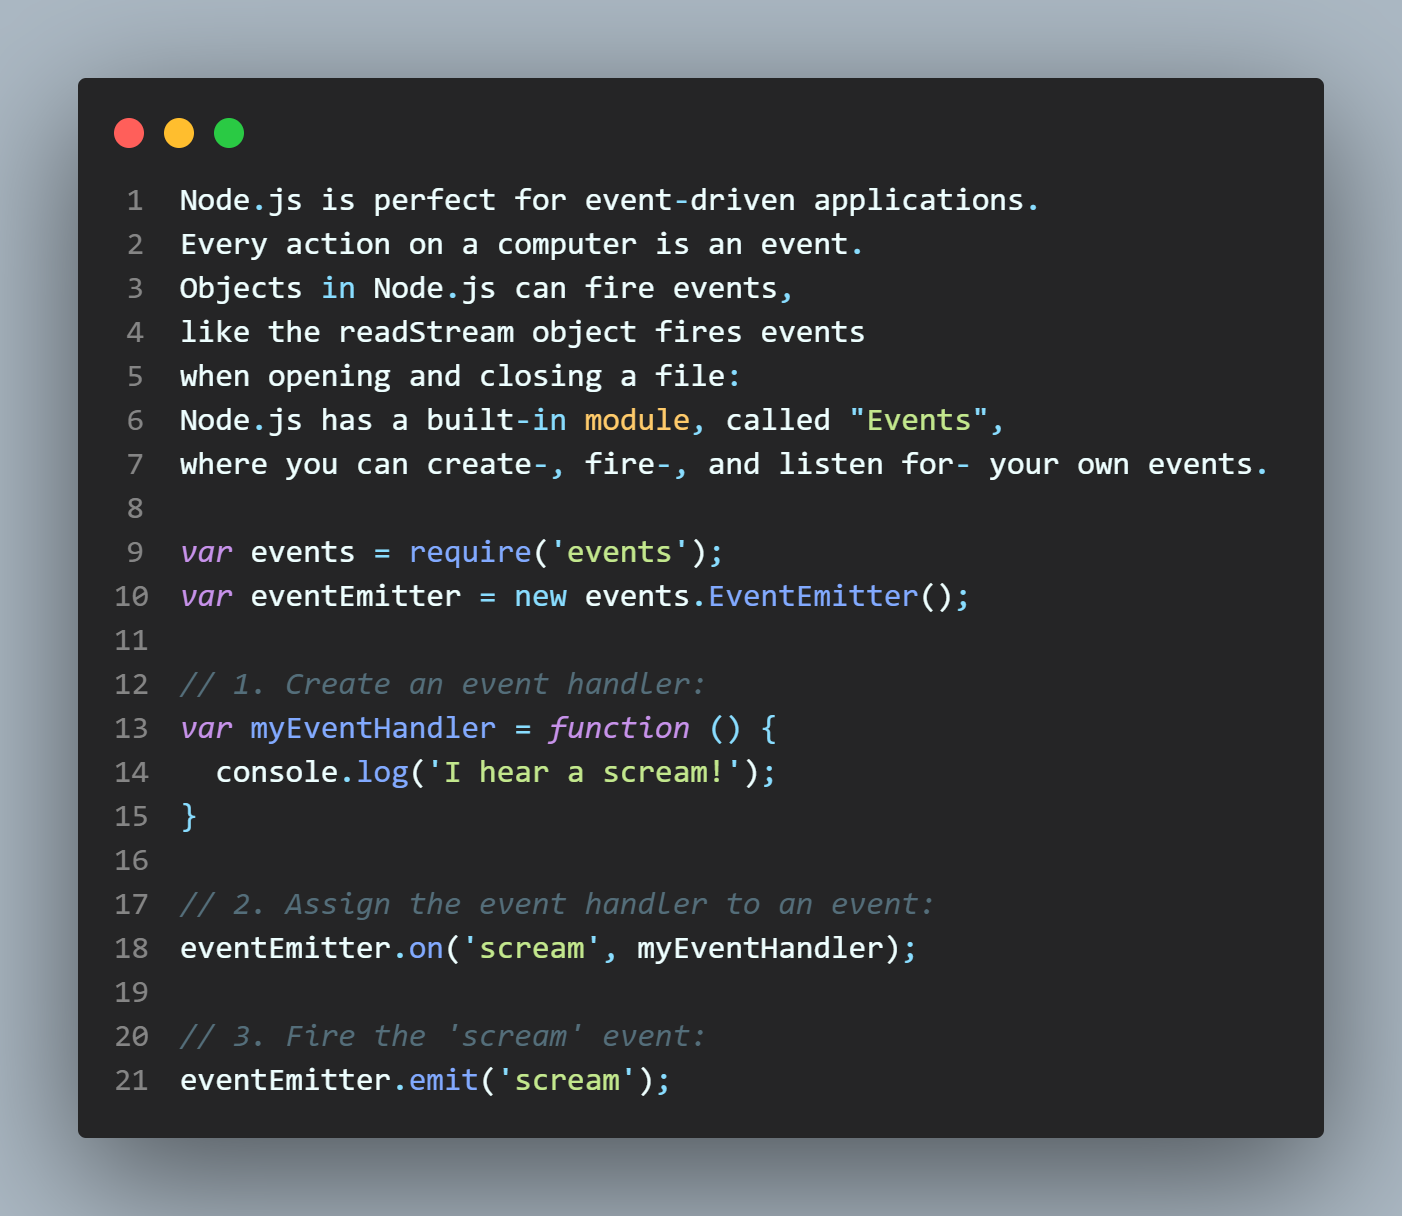 1 Node.js is perfect for event-driven applications.
2 Every action on a computer is an event.
3 Objects in Node.js can fire events,
4 like the readStream object fires events
5 when opening and closing a file:
6 Node.js has a built-in module, called "Events",
7 where you can create-, fire-, and listen for- your own events.
8
9 var events = require('events');
10 var eventEmitter = new events.EventEmitter();
11
12 // 1. Create an event handler:
13 var myEventHandler = function () {
14   console.log('I hear a scream!');
15 }
16
17 // 2. Assign the event handler to an event:
18 eventEmitter.on('scream', myEventHandler);
19
20 // 3. Fire the 'scream' event:
21 eventEmitter.emit('scream');